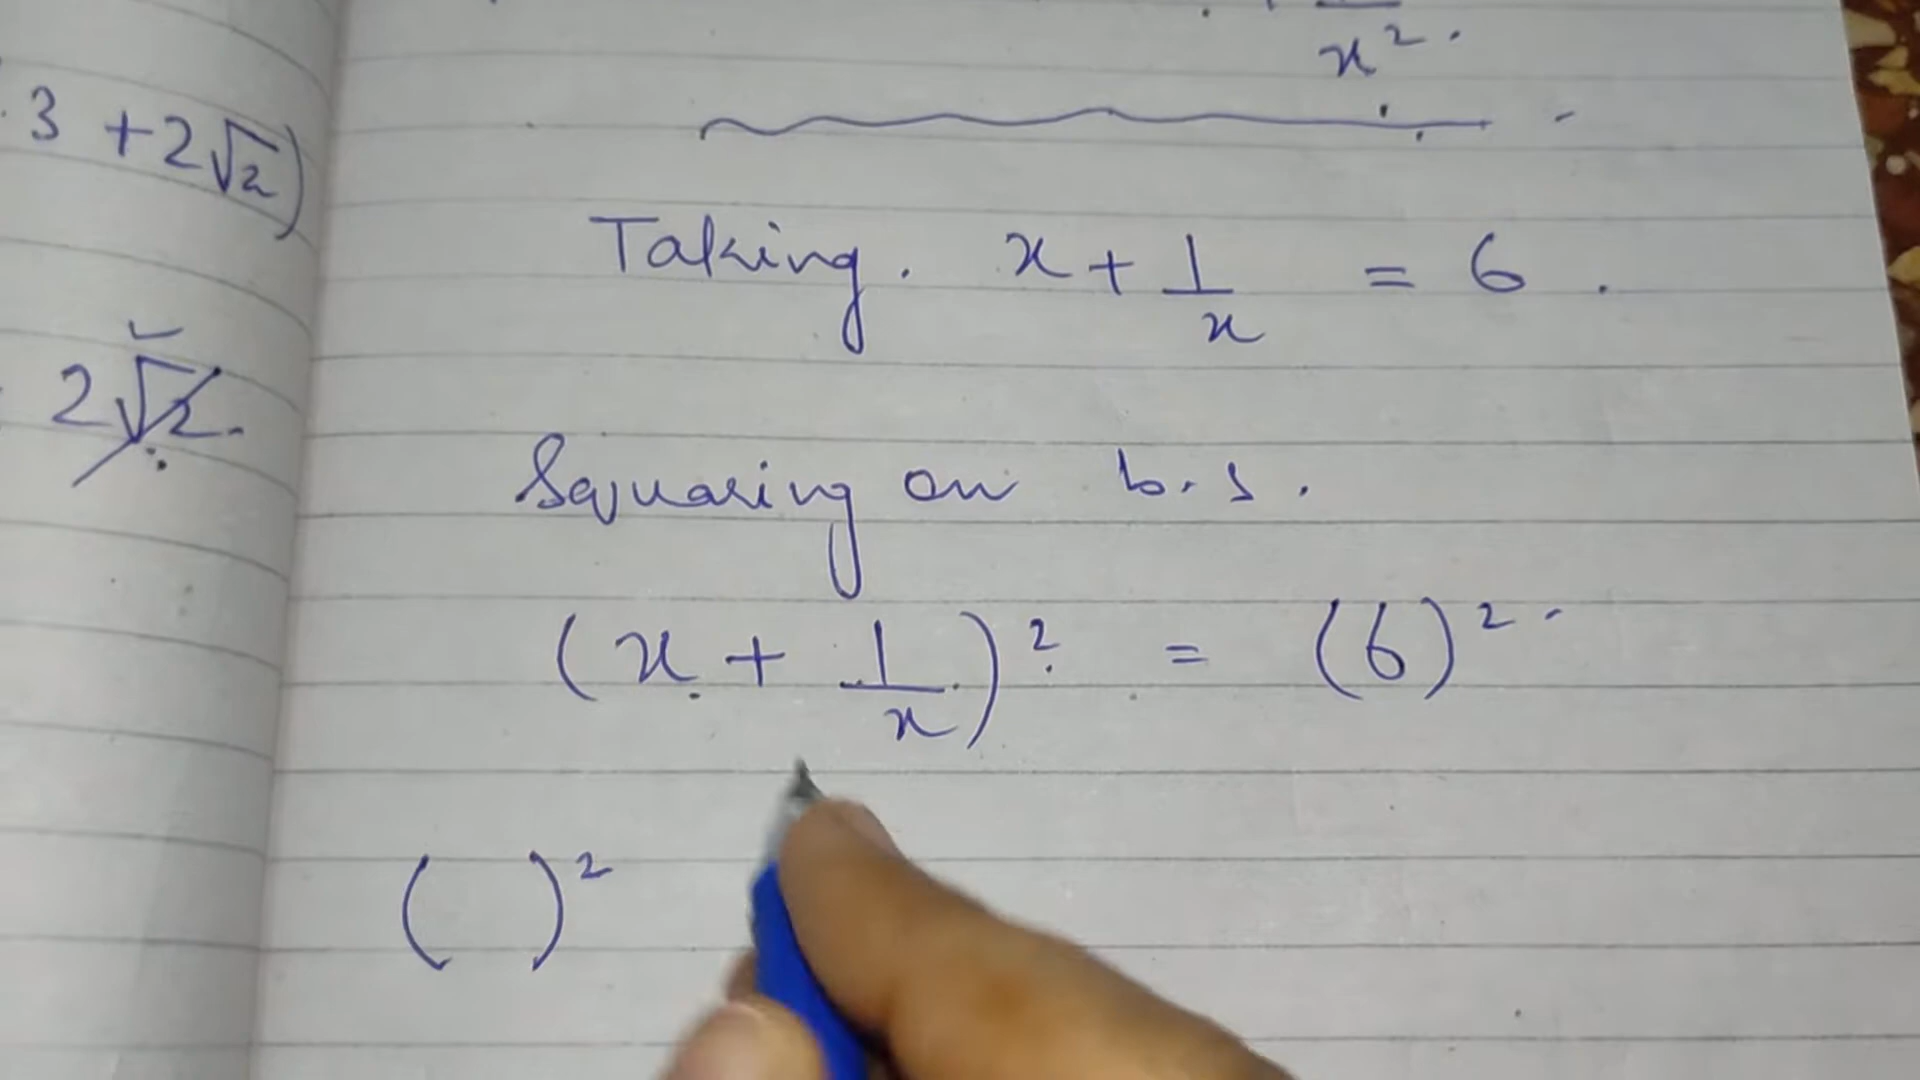 x².
3 + 2√2)
2√2.
Taking. x + 1/x = 6.
Squaring on b.s.
(x + 1/x)² = (6)².
( )²